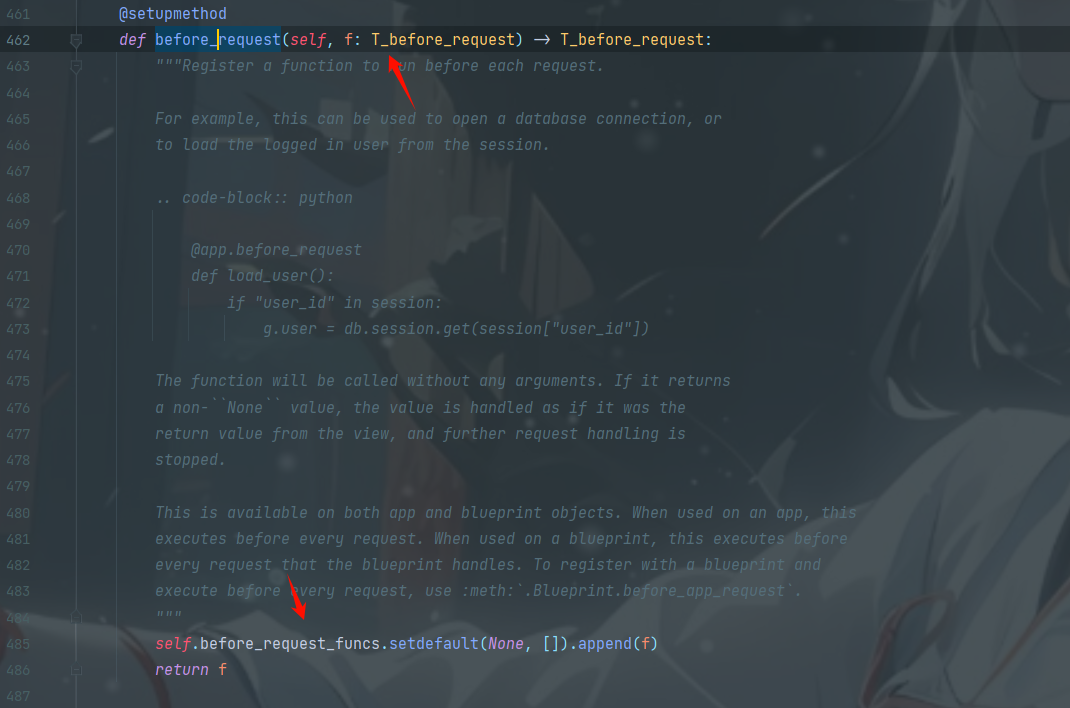 461 @setupmethod
462 def before_request(self, f: T_before_request) -> T_before_request:
463 """Register a function to run before each request.
464
465 For example, this can be used to open a database connection, or
466 to load the logged in user from the session.
467
468 .. code-block:: python
469
470 @app.before_request
471 def load_user():
472 if "user_id" in session:
473 g.user = db.session.get(session["user_id"])
474
475 The function will be called without any arguments. If it returns
476 a non-``None`` value, the value is handled as if it was the
477 return value from the view, and further request handling is
478 stopped.
479
480 This is available on both app and blueprint objects. When used on an app, this
481 executes before every request. When used on a blueprint, this executes before
482 every request that the blueprint handles. To register with a blueprint and
483 execute before every request, use :meth:`.Blueprint.before_app_request`.
484 """
485 self.before_request_funcs.setdefault(None, []).append(f)
486 return f
487